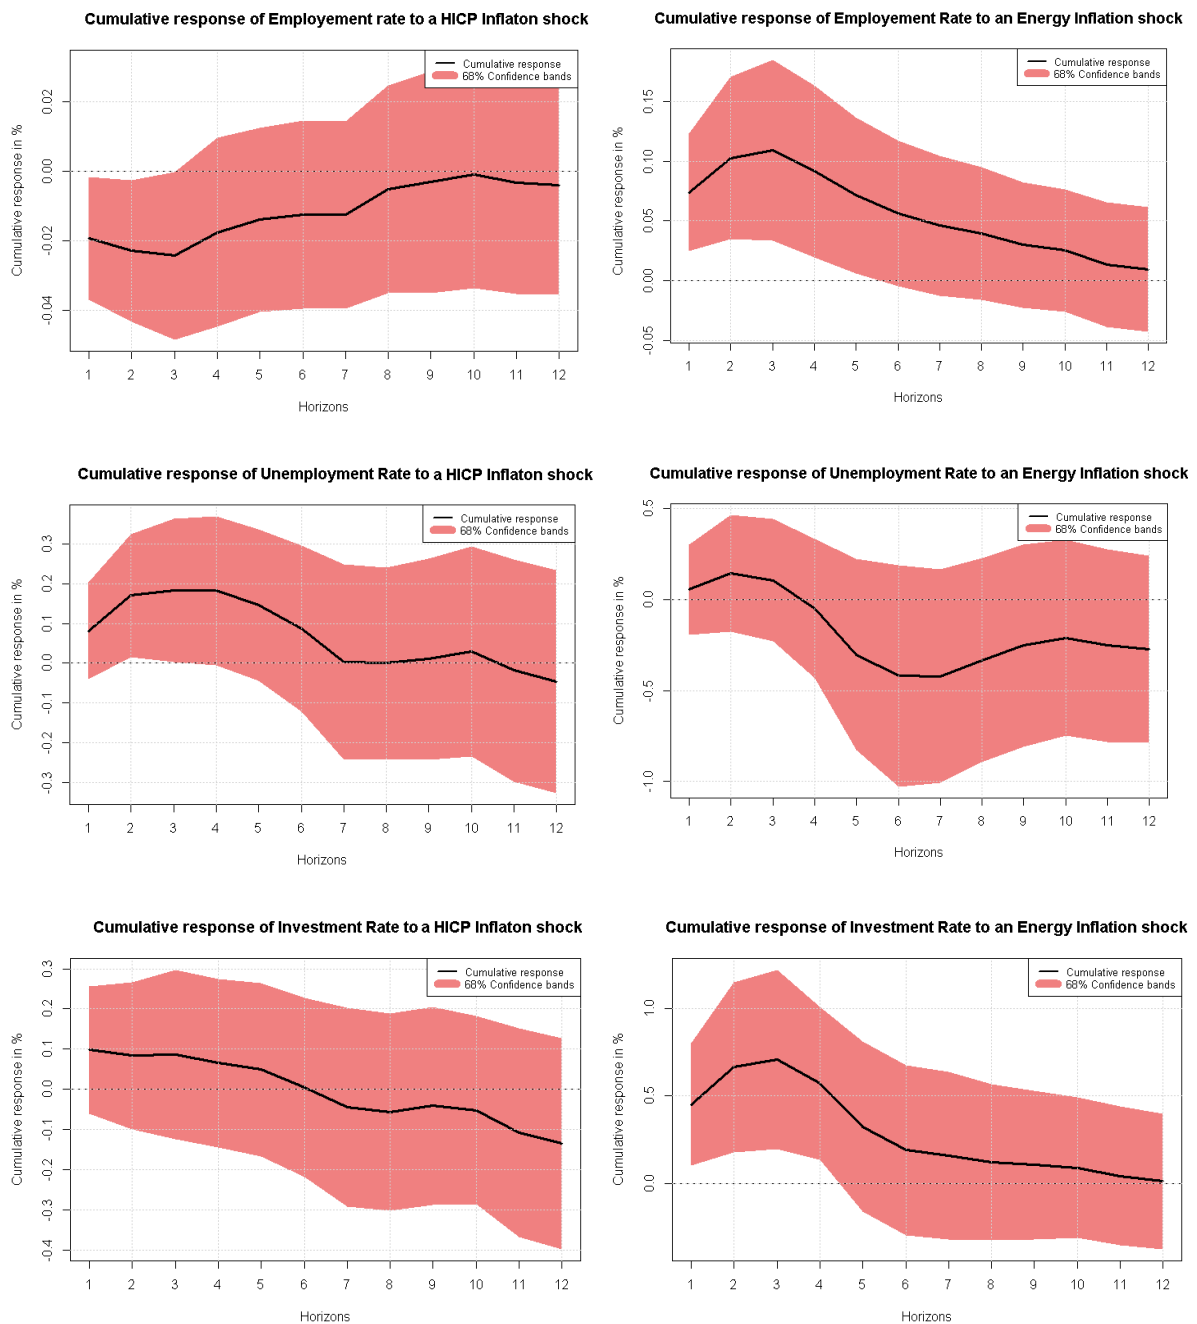 Cumulative response of Employement rate to a HICP Inflaton shock
Cumulative response
68% Confidence bands
Cumulative response in %
0.02
0.00
-0.02
-0.04
1 2 3 4 5 6 7 8 9 10 11 12
Horizons
Cumulative response of Employement Rate to an Energy Inflation shock
Cumulative response
68% Confidence bands
Cumulative response in %
0.15
0.10
0.05
0.00
-0.05
1 2 3 4 5 6 7 8 9 10 11 12
Horizons
Cumulative response of Unemployment Rate to a HICP Inflaton shock
Cumulative response
68% Confidence bands
Cumulative response in %
0.3
0.2
0.1
0.0
-0.1
-0.2
-0.3
1 2 3 4 5 6 7 8 9 10 11 12
Horizons
Cumulative response of Unemployment Rate to an Energy Inflation shock
Cumulative response
68% Confidence bands
Cumulative response in %
0.5
0.0
-0.5
-1.0
1 2 3 4 5 6 7 8 9 10 11 12
Horizons
Cumulative response of Investment Rate to a HICP Inflaton shock
Cumulative response
68% Confidence bands
Cumulative response in %
0.3
0.2
0.1
0.0
-0.1
-0.2
-0.3
-0.4
1 2 3 4 5 6 7 8 9 10 11 12
Horizons
Cumulative response of Investment Rate to an Energy Inflation shock
Cumulative response
68% Confidence bands
Cumulative response in %
1.0
0.5
0.0
1 2 3 4 5 6 7 8 9 10 11 12
Horizons